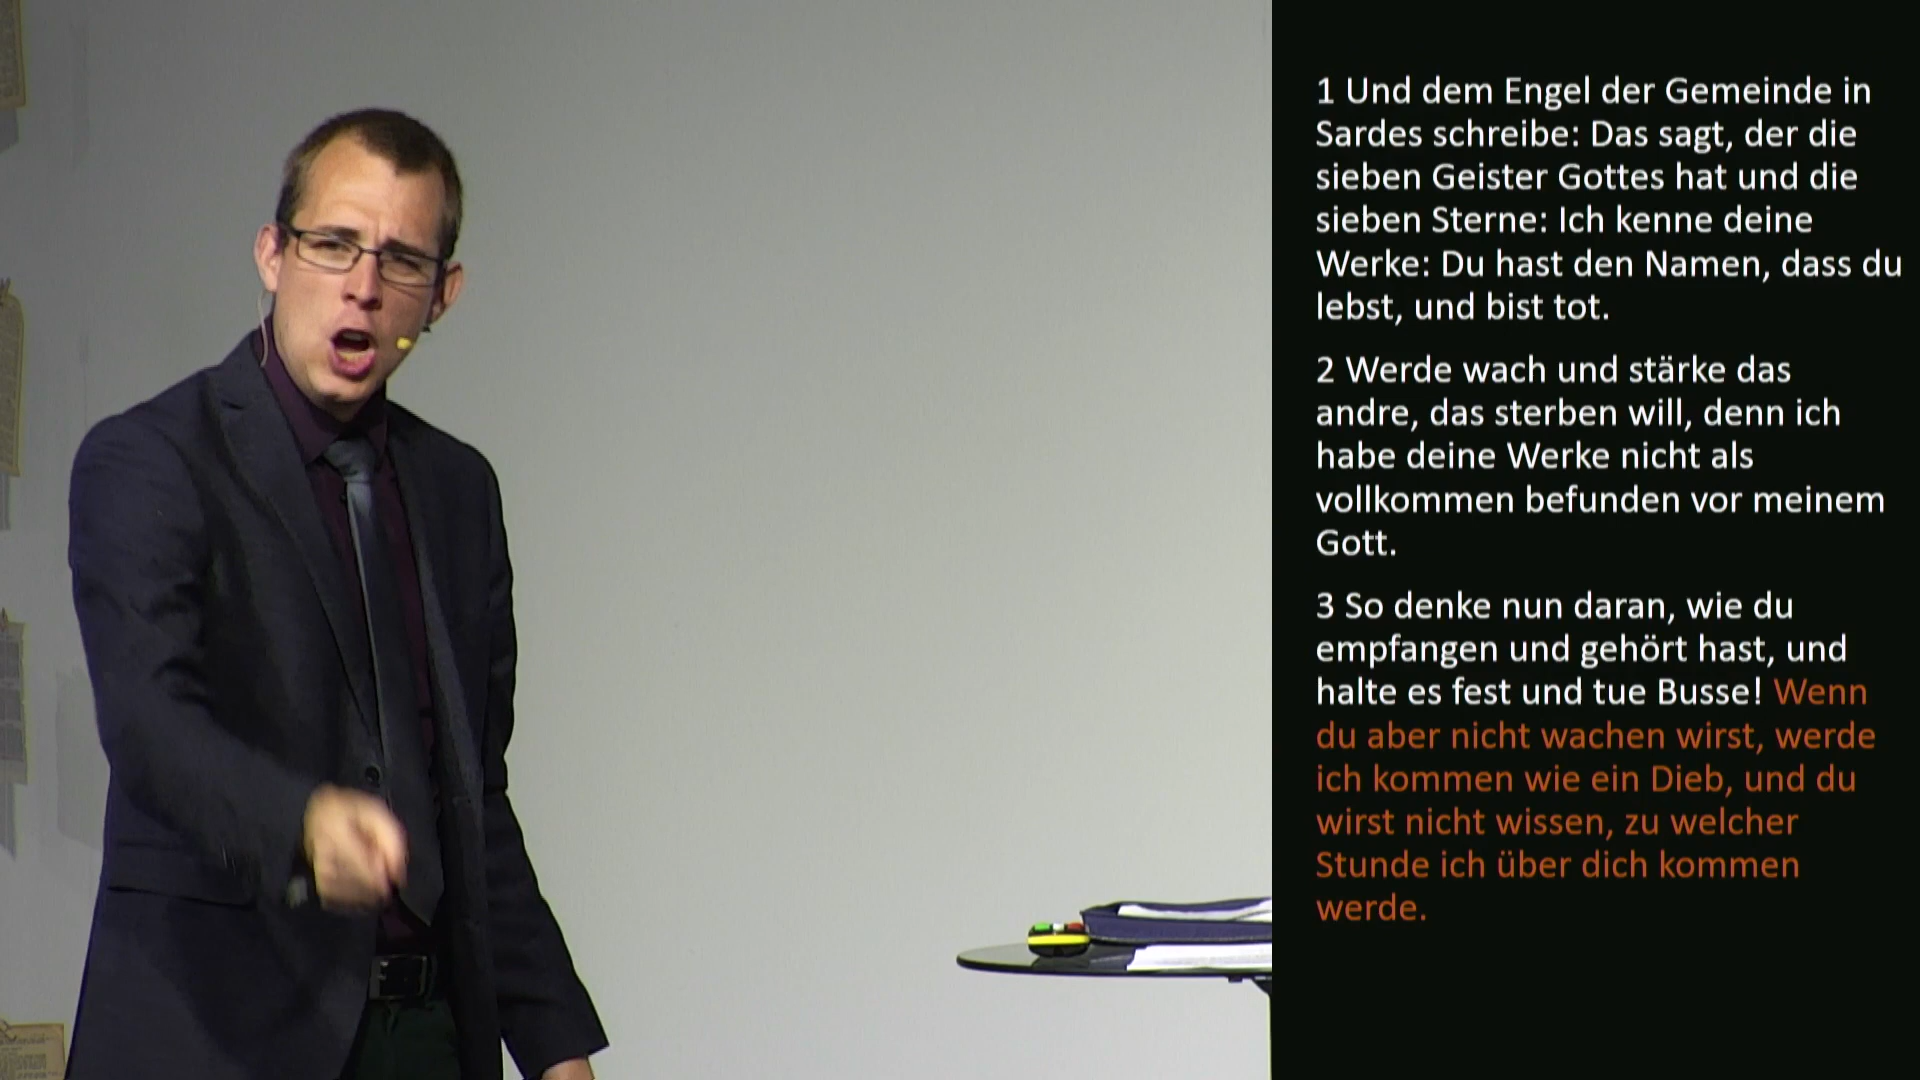 1 Und dem Engel der Gemeinde in
Sardes schreibe: Das sagt, der die
sieben Geister Gottes hat und die
sieben Sterne: Ich kenne deine
Werke: Du hast den Namen, dass du
lebst, und bist tot.
2 Werde wach und stärke das
andre, das sterben will, denn ich
habe deine Werke nicht als
vollkommen befunden vor meinem
Gott.
3 So denke nun daran, wie du
empfangen und gehört hast, und
halte es fest und tue Busse! Wenn
du aber nicht wachen wirst, werde
ich kommen wie ein Dieb, und du
wirst nicht wissen, zu welcher
Stunde ich über dich kommen
werde.